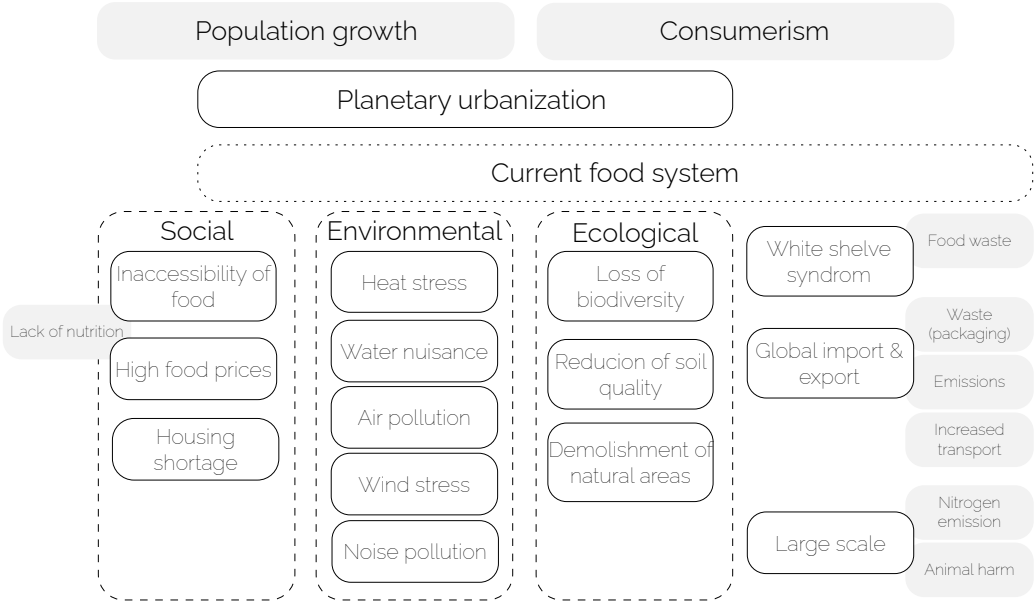 Population growth
Consumerism
Planetary urbanization
Current food system
Social
Inaccessibility of
food
Lack of nutrition
High food prices
Housing
shortage
Environmental
Heat stress
Water nuisance
Air pollution
Wind stress
Noise pollution
Ecological
Loss of
biodiversity
Reducion of soil
quality
Demolishment of
natural areas
White shelve
syndrom
Food waste
Global import &
export
Waste
(packaging)
Emissions
Increased
transport
Large scale
Nitrogen
emission
Animal harm